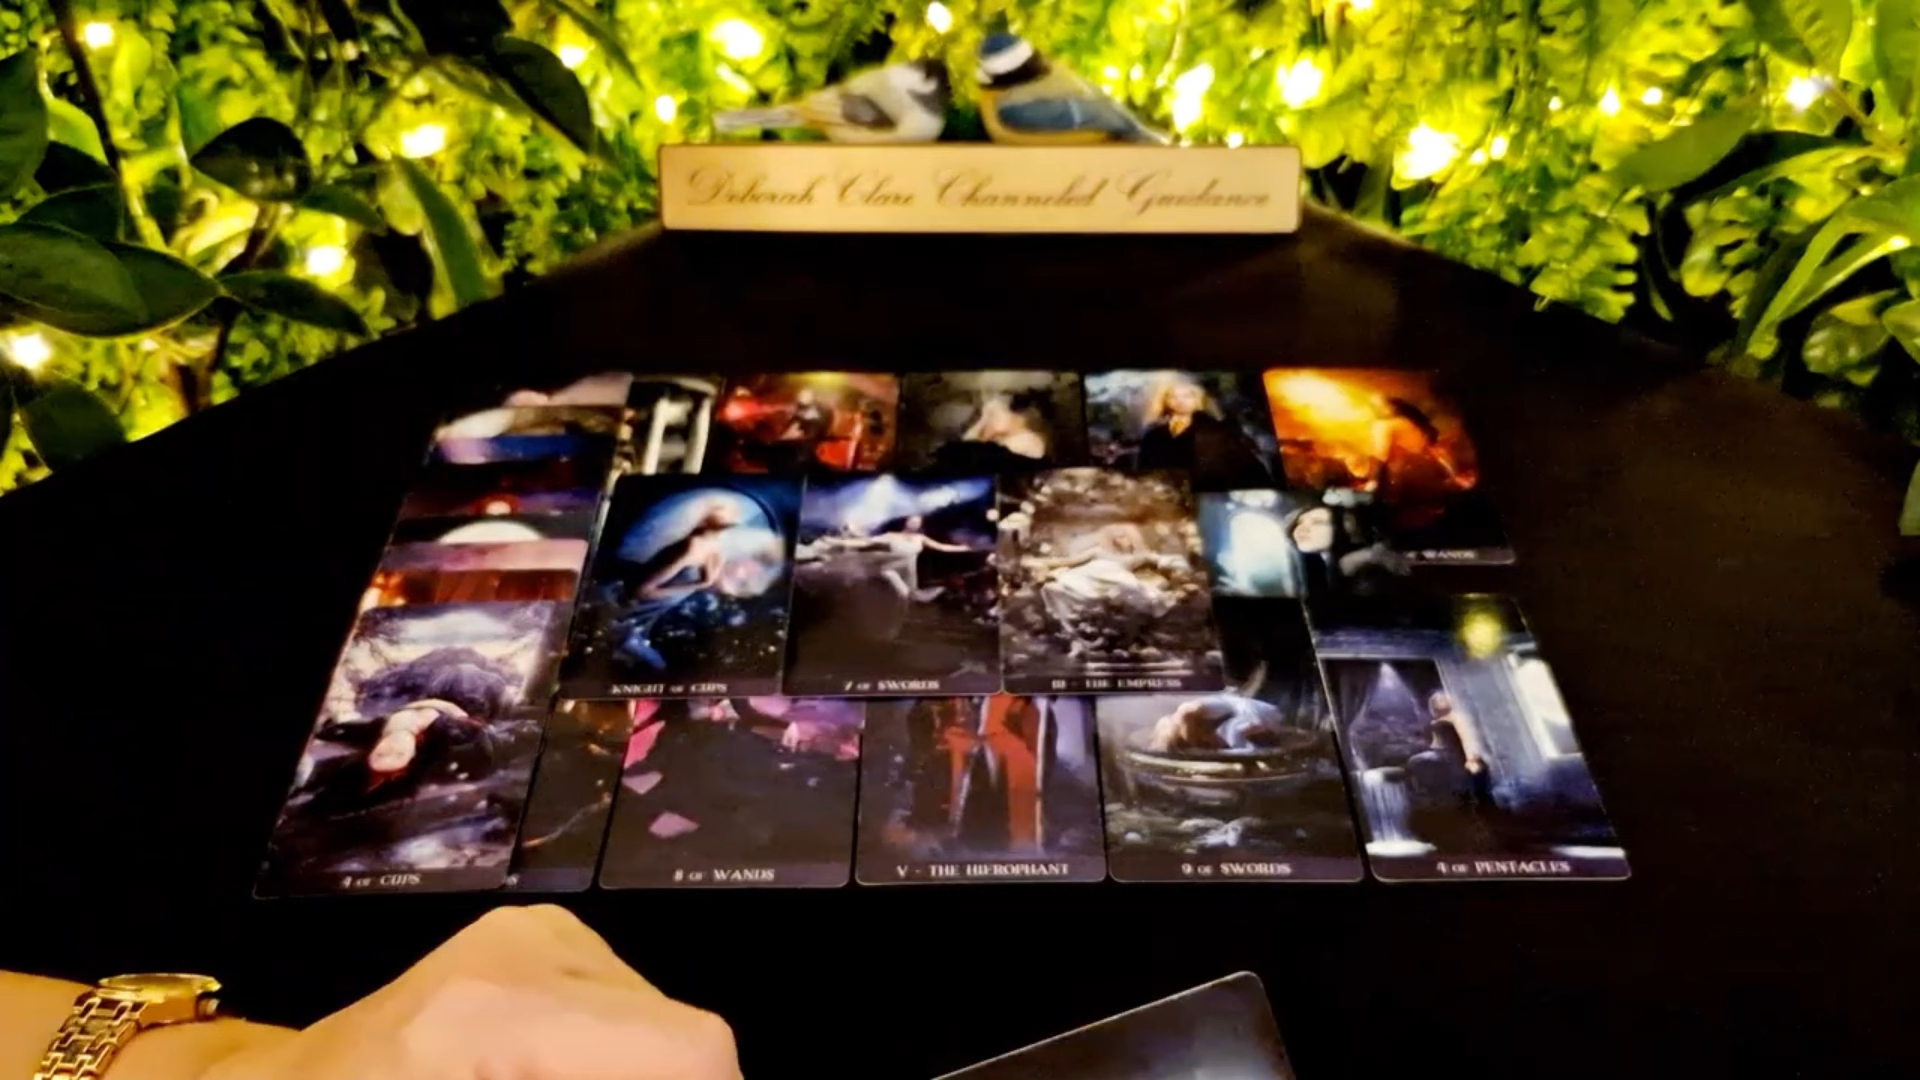 Deborah Clare Channeled Guidance
WANDS
KNIGHT OF CUPS
7 OF SWORDS
III - THE EMPRESS
4 OF CUPS
S
8 OF WANDS
V - THE HIEROPHANT
9 OF SWORDS
4 OF PENTACLES